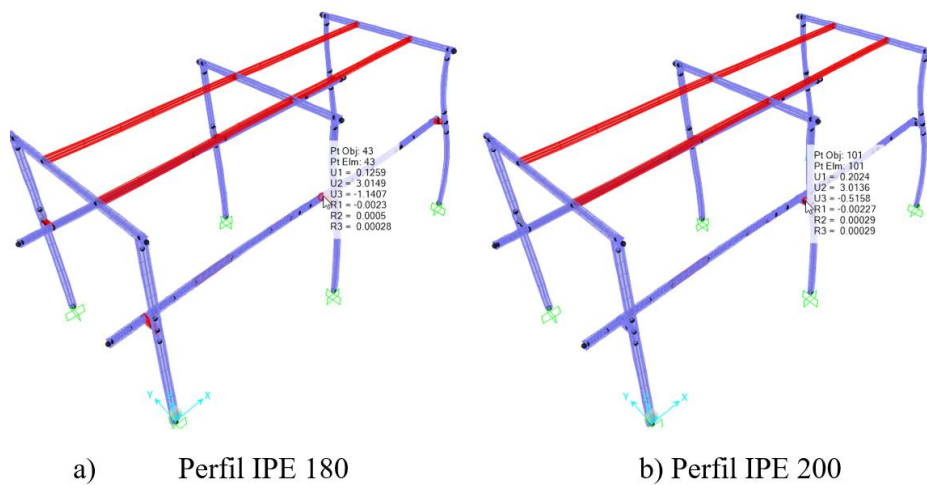 Pt Obj: 43
Pt Elm: 43
U1 = 0.1259
U2 = 3.0149
U3 = -1.1407
R1 = -0.0023
R2 = 0.0005
R3 = 0.00028
Y
X
Pt Obj: 101
Pt Elm: 101
U1 = 0.2024
U2 = 3.0136
U3 = -0.5158
R1 = -0.00227
R2 = 0.00029
R3 = 0.00029
Y
X
a) Perfil IPE 180
b) Perfil IPE 200